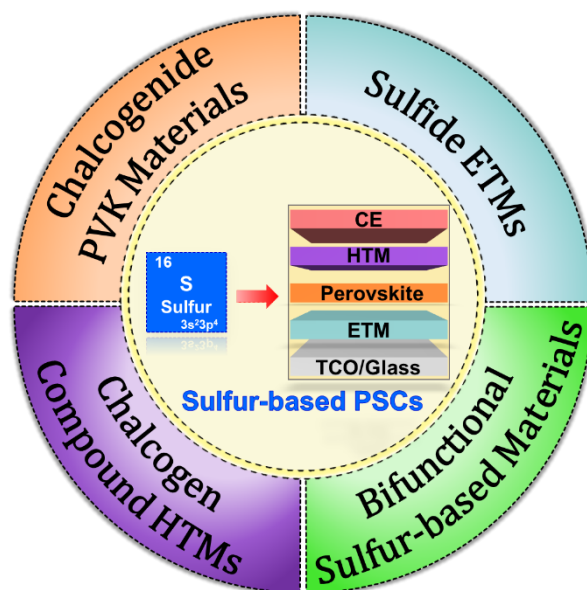 Chalcogenide
PVK Materials
Sulfide ETMs
16
S
Sulfur
3s²3p⁴
CE
HTM
Perovskite
ETM
TCO/Glass
Sulfur-based PSCs
Chalcogen
Compound HTMs
Bifunctional
Sulfur-based Materials